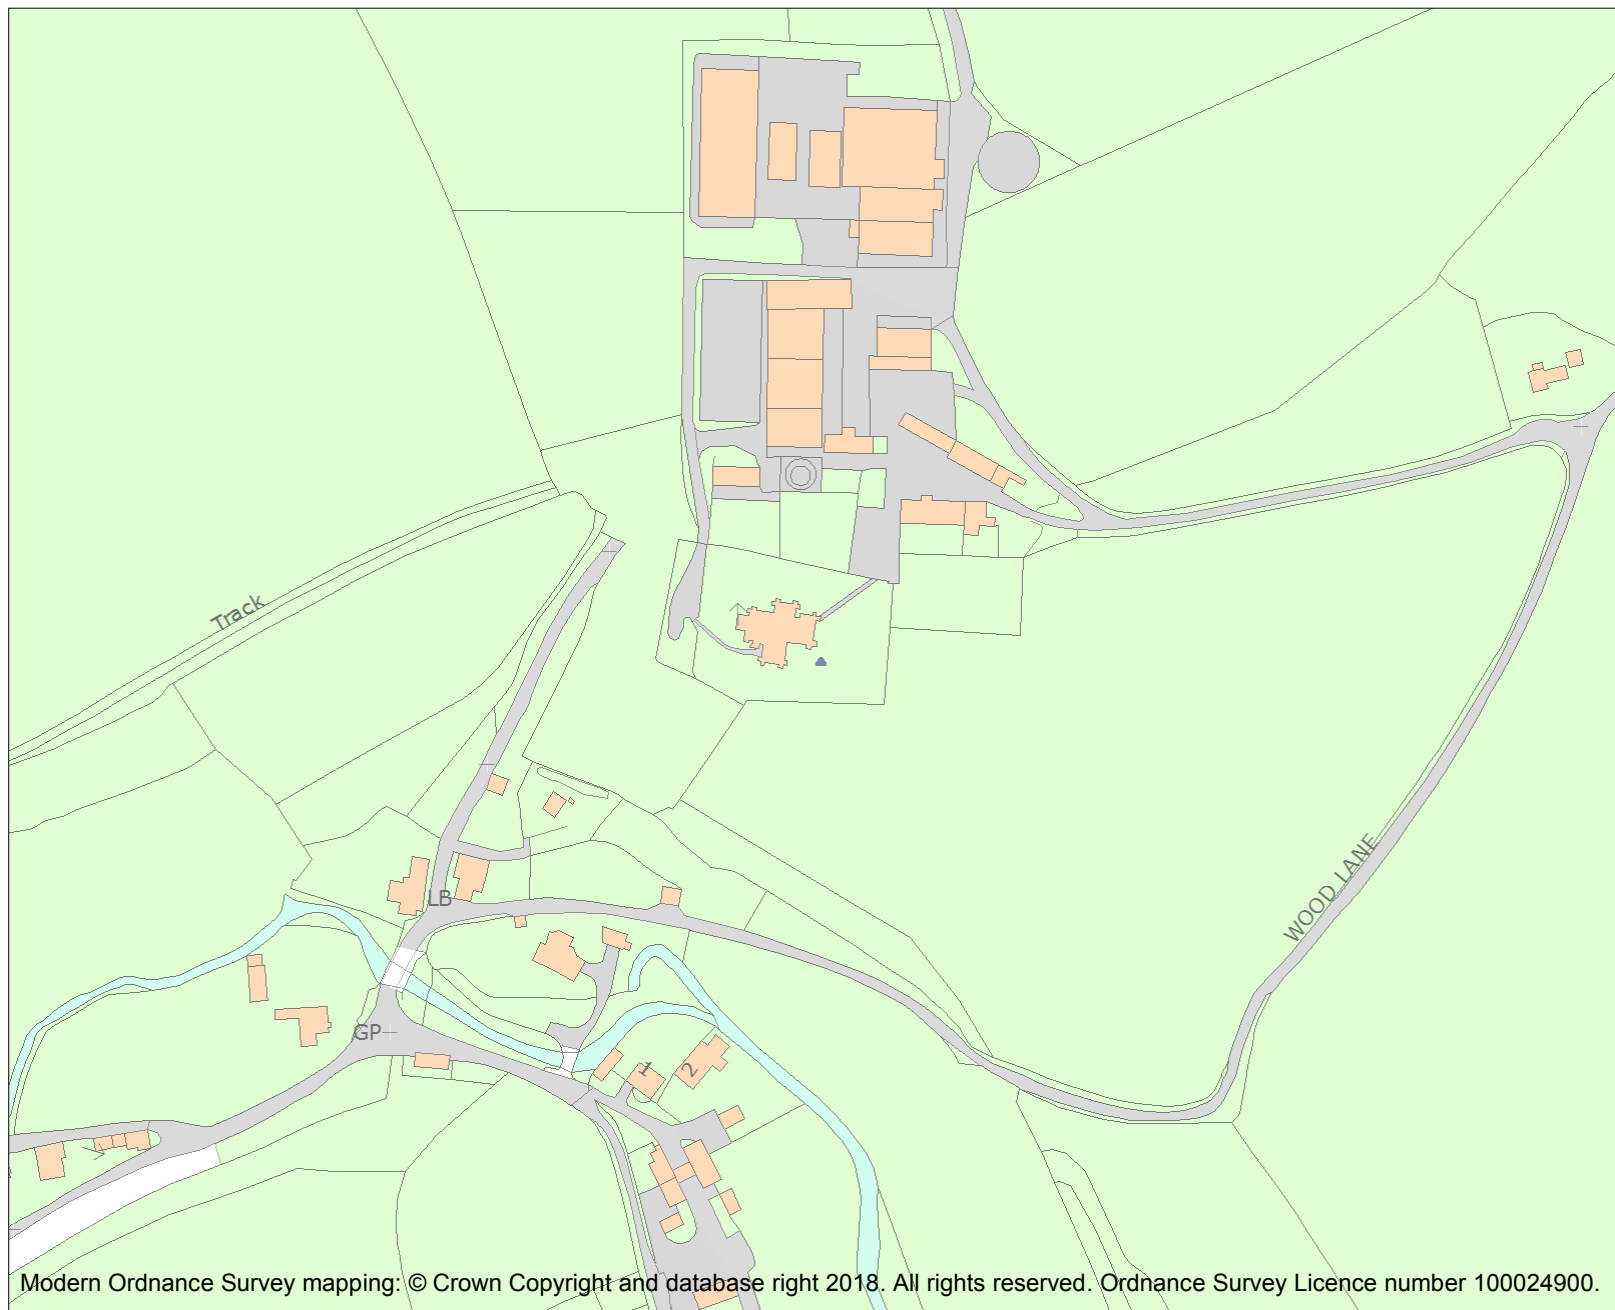 Track
WOOD LANE
LB
GP
1
2
Modern Ordnance Survey mapping: © Crown Copyright and database right 2018. All rights reserved. Ordnance Survey Licence number 100024900.